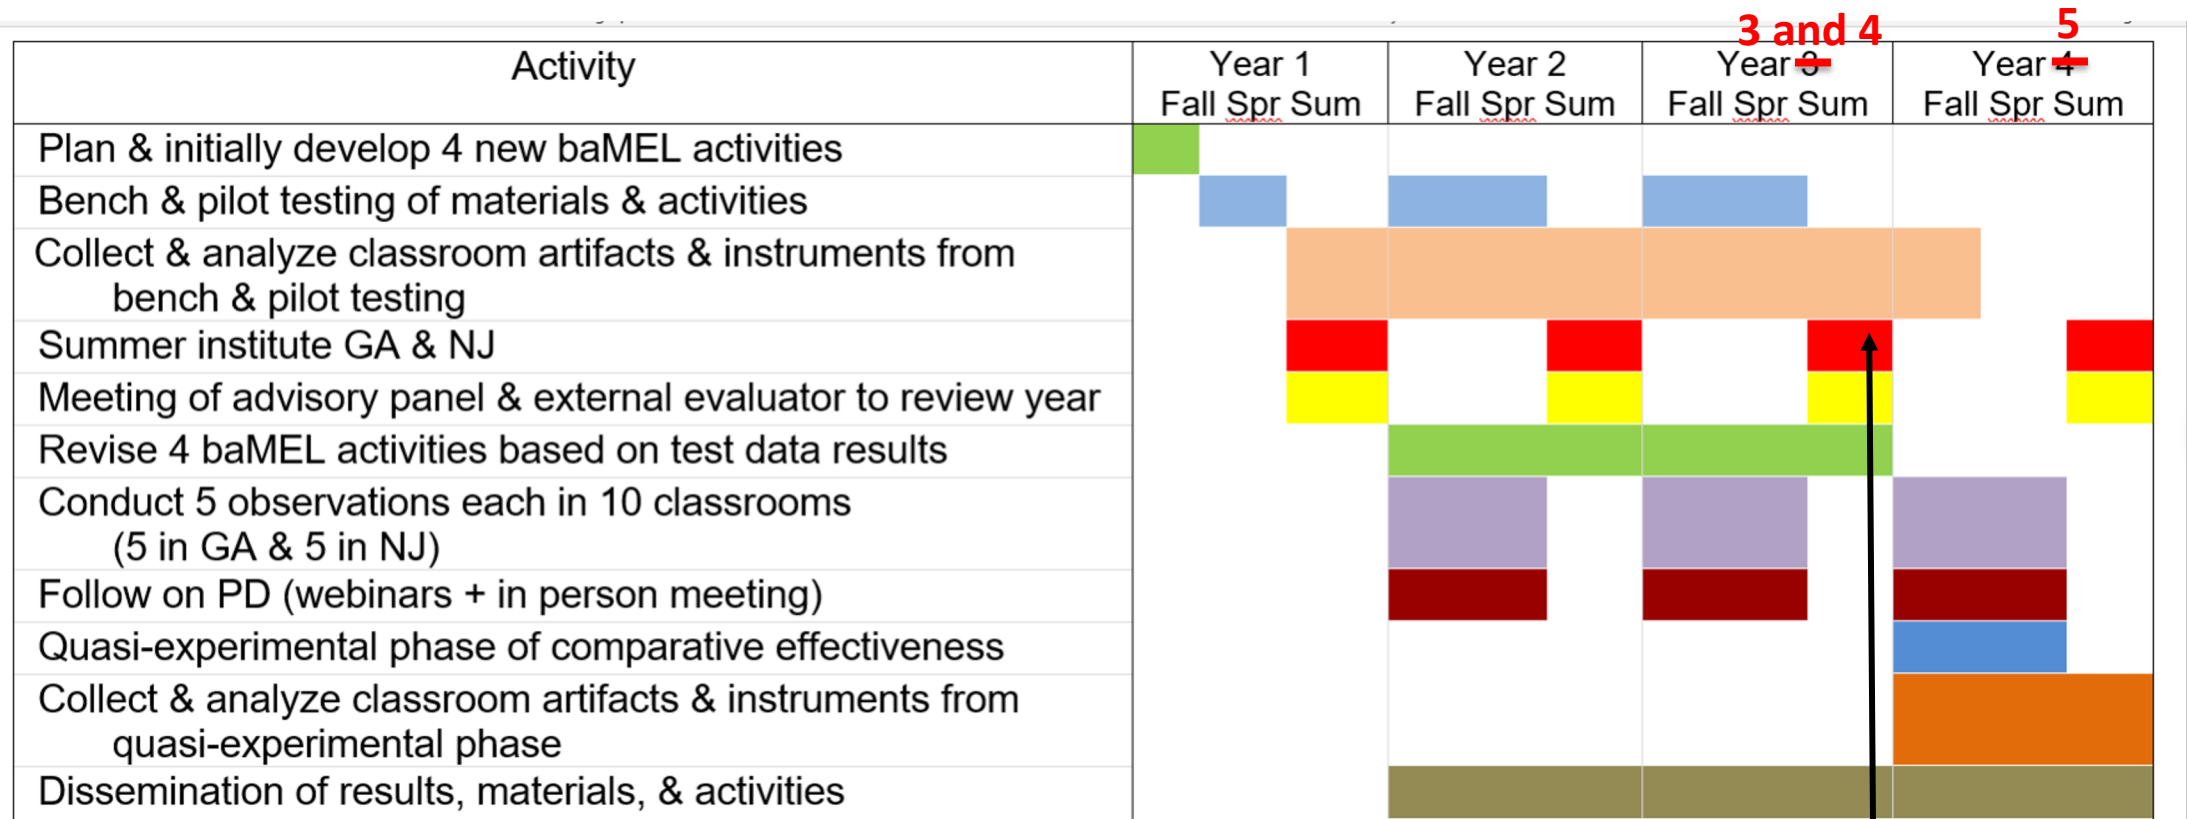 3 and 4
5
Activity
Year 1
Fall Spr Sum
Year 2
Fall Spr Sum
Year 3
Fall Spr Sum
Year 4
Fall Spr Sum
Plan & initially develop 4 new baMEL activities
Bench & pilot testing of materials & activities
Collect & analyze classroom artifacts & instruments from
bench & pilot testing
Summer institute GA & NJ
Meeting of advisory panel & external evaluator to review year
Revise 4 baMEL activities based on test data results
Conduct 5 observations each in 10 classrooms
(5 in GA & 5 in NJ)
Follow on PD (webinars + in person meeting)
Quasi-experimental phase of comparative effectiveness
Collect & analyze classroom artifacts & instruments from
quasi-experimental phase
Dissemination of results, materials, & activities